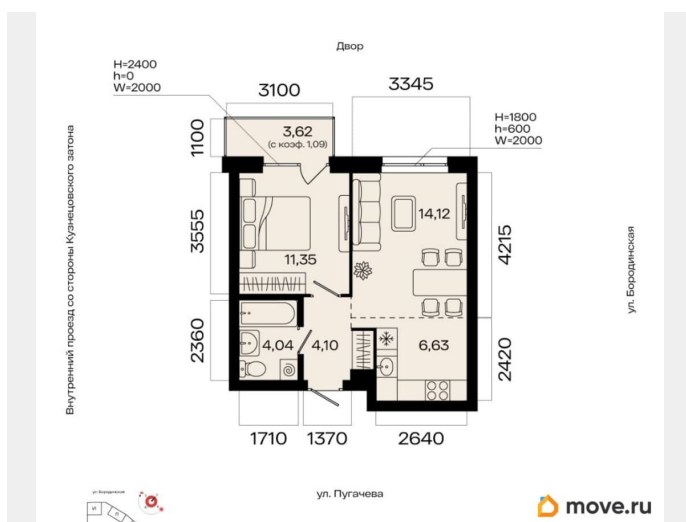 Двор
H=2400
h=0
W=2000
3100
3345
H=1800
h=600
W=2000
1100
3,62
(с коэф. 1,09)
Внутренний проезд со стороны Кузнецовского затона
3555
11,35
14,12
4215
ул. Бородинская
2360
4,04
4,10
6,63
2420
1710
1370
2640
ул. Пугачева
ул. Бородинская
move.ru